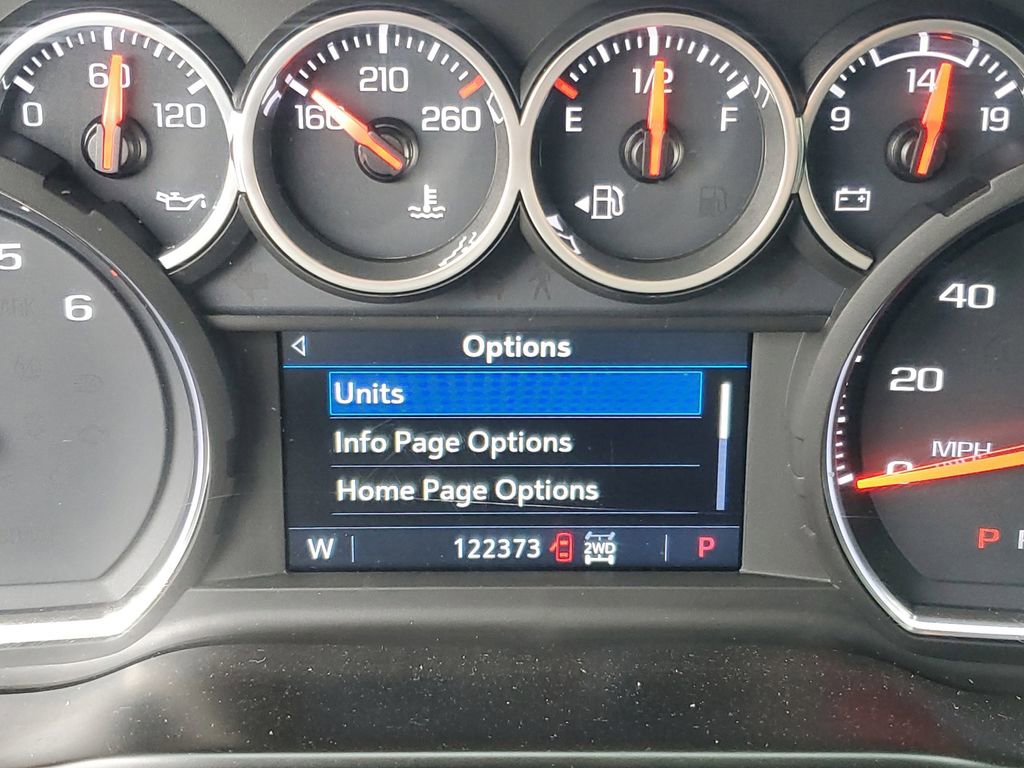 0 60 120
160 210 260
E 1/2 F
9 14 19
5
6
Options
Units
Info Page Options
Home Page Options
W 122373 2WD P
40
20
MPH
0
P